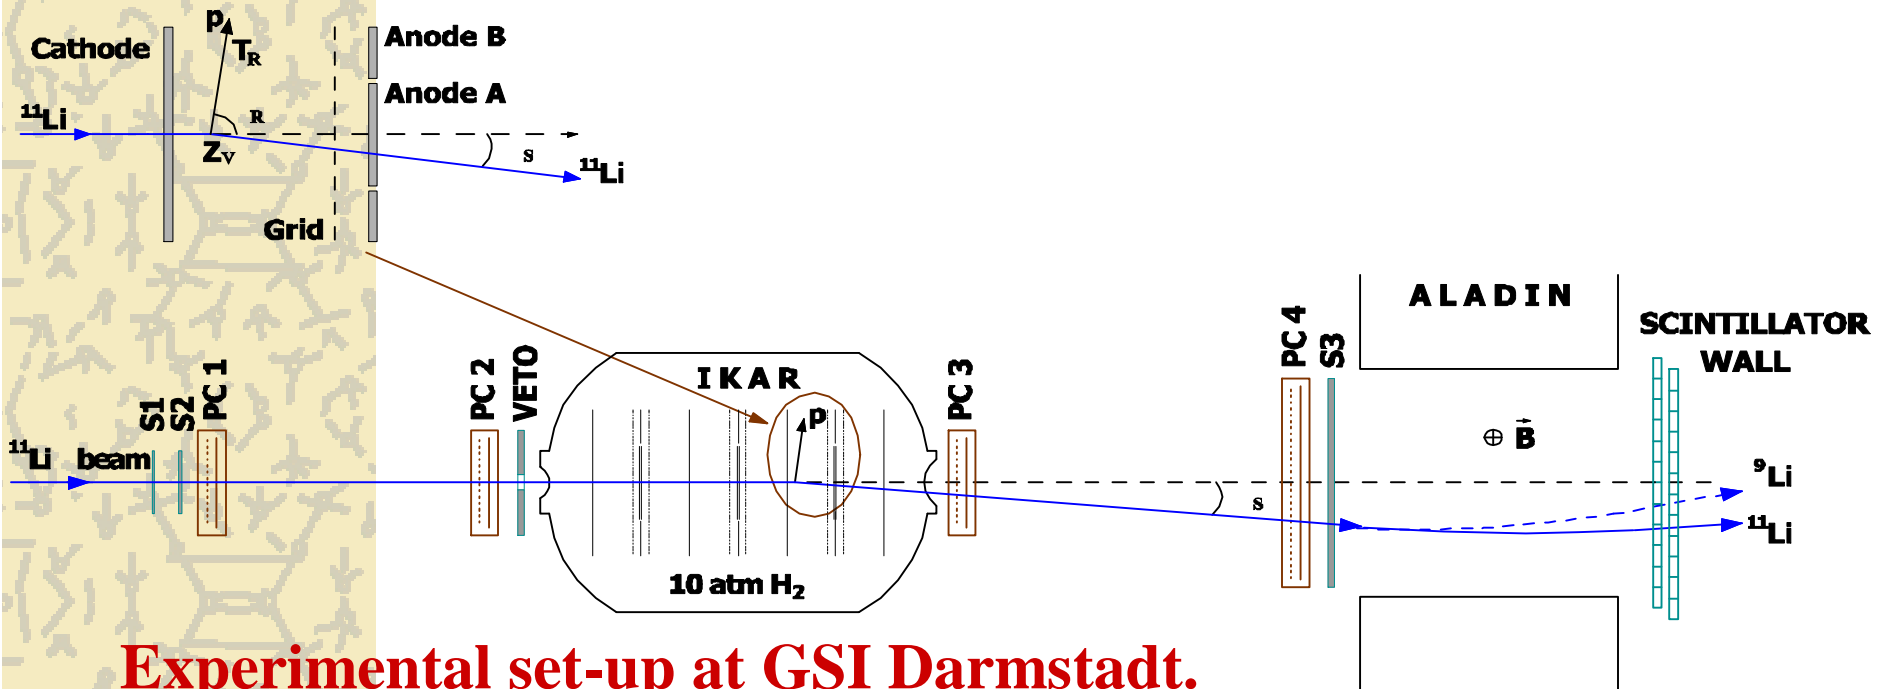 p
Cathode
T_R
Anode B
Anode A
¹¹Li
R
Z_V
S
¹¹Li
Grid
ALADIN
SCINTILLATOR
WALL
S1
S2
PC 1
PC 2
VETO
IKAR
p
PC 3
PC 4
S3
⊕ B⃗
¹¹Li beam
S
⁹Li
¹¹Li
10 atm H₂
Experimental set-up at GSI Darmstadt.